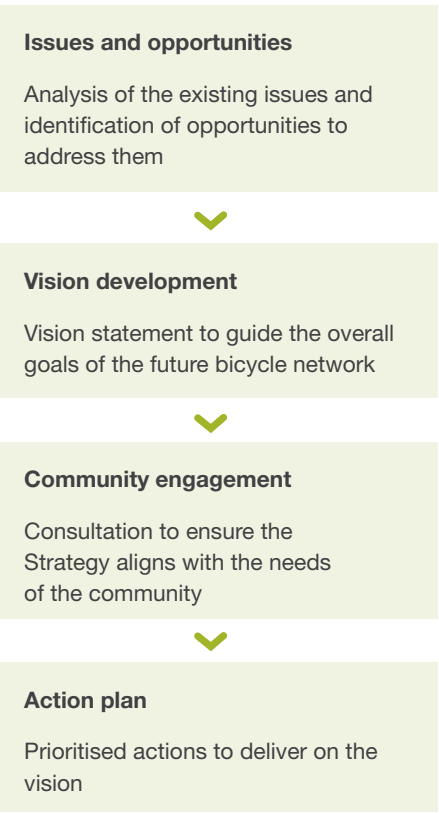 Issues and opportunities
Analysis of the existing issues and
identification of opportunities to
address them
Vision development
Vision statement to guide the overall
goals of the future bicycle network
Community engagement
Consultation to ensure the
Strategy aligns with the needs
of the community
Action plan
Prioritised actions to deliver on the
vision